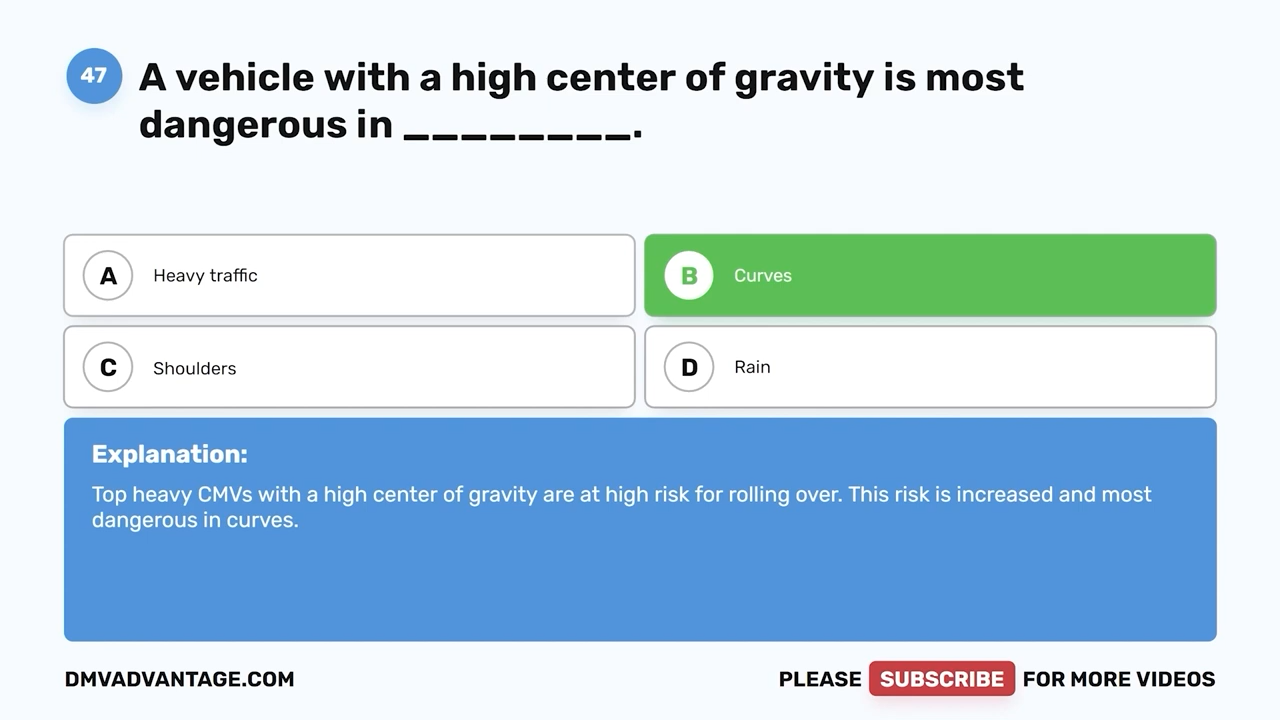 47
A vehicle with a high center of gravity is most
dangerous in ________.
A Heavy traffic
B Curves
C Shoulders
D Rain
Explanation:
Top heavy CMVs with a high center of gravity are at high risk for rolling over. This risk is increased and most
dangerous in curves.
DMVADVANTAGE.COM
PLEASE SUBSCRIBE FOR MORE VIDEOS